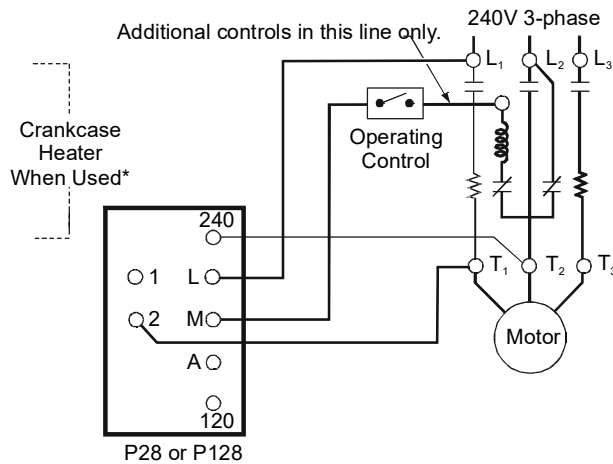 240V 3-phase
Additional controls in this line only.
L1
L2
L3
Crankcase
Heater
When Used*
Operating
Control
240
1
L
2
M
A
120
T1
T2
T3
Motor
P28 or P128